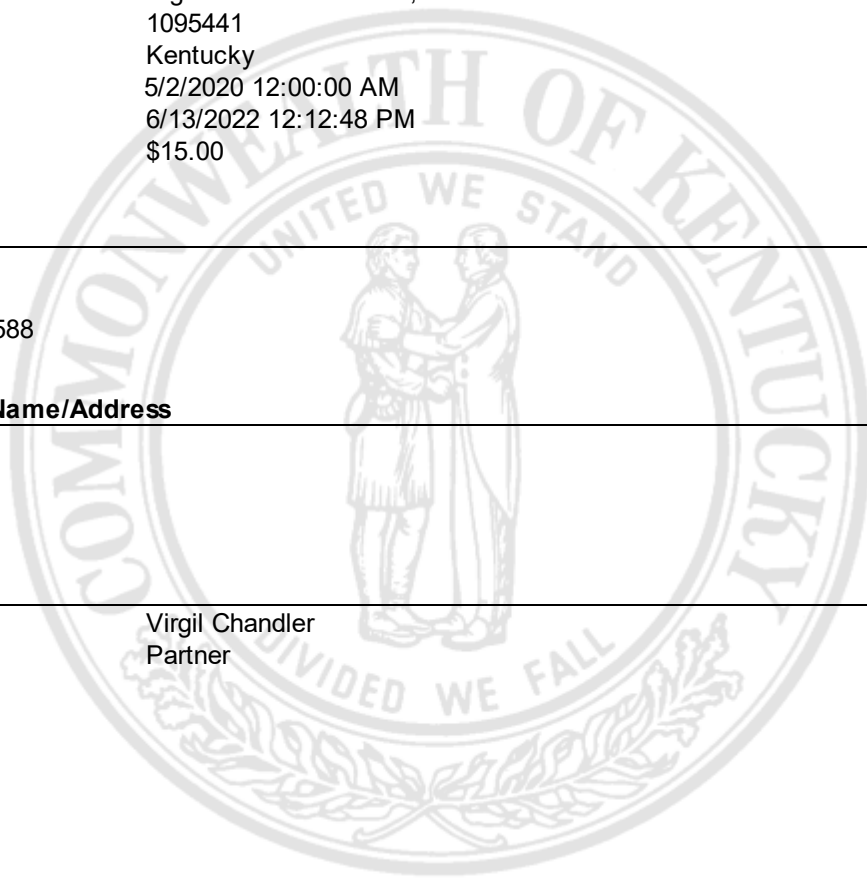 1095441
Kentucky
5/2/2020 12:00:00 AM
6/13/2022 12:12:48 PM
$15.00
588
Name/Address
Virgil Chandler
Partner
COMMONWEALTH OF KENTUCKY
UNITED WE STAND
DIVIDED WE FALL